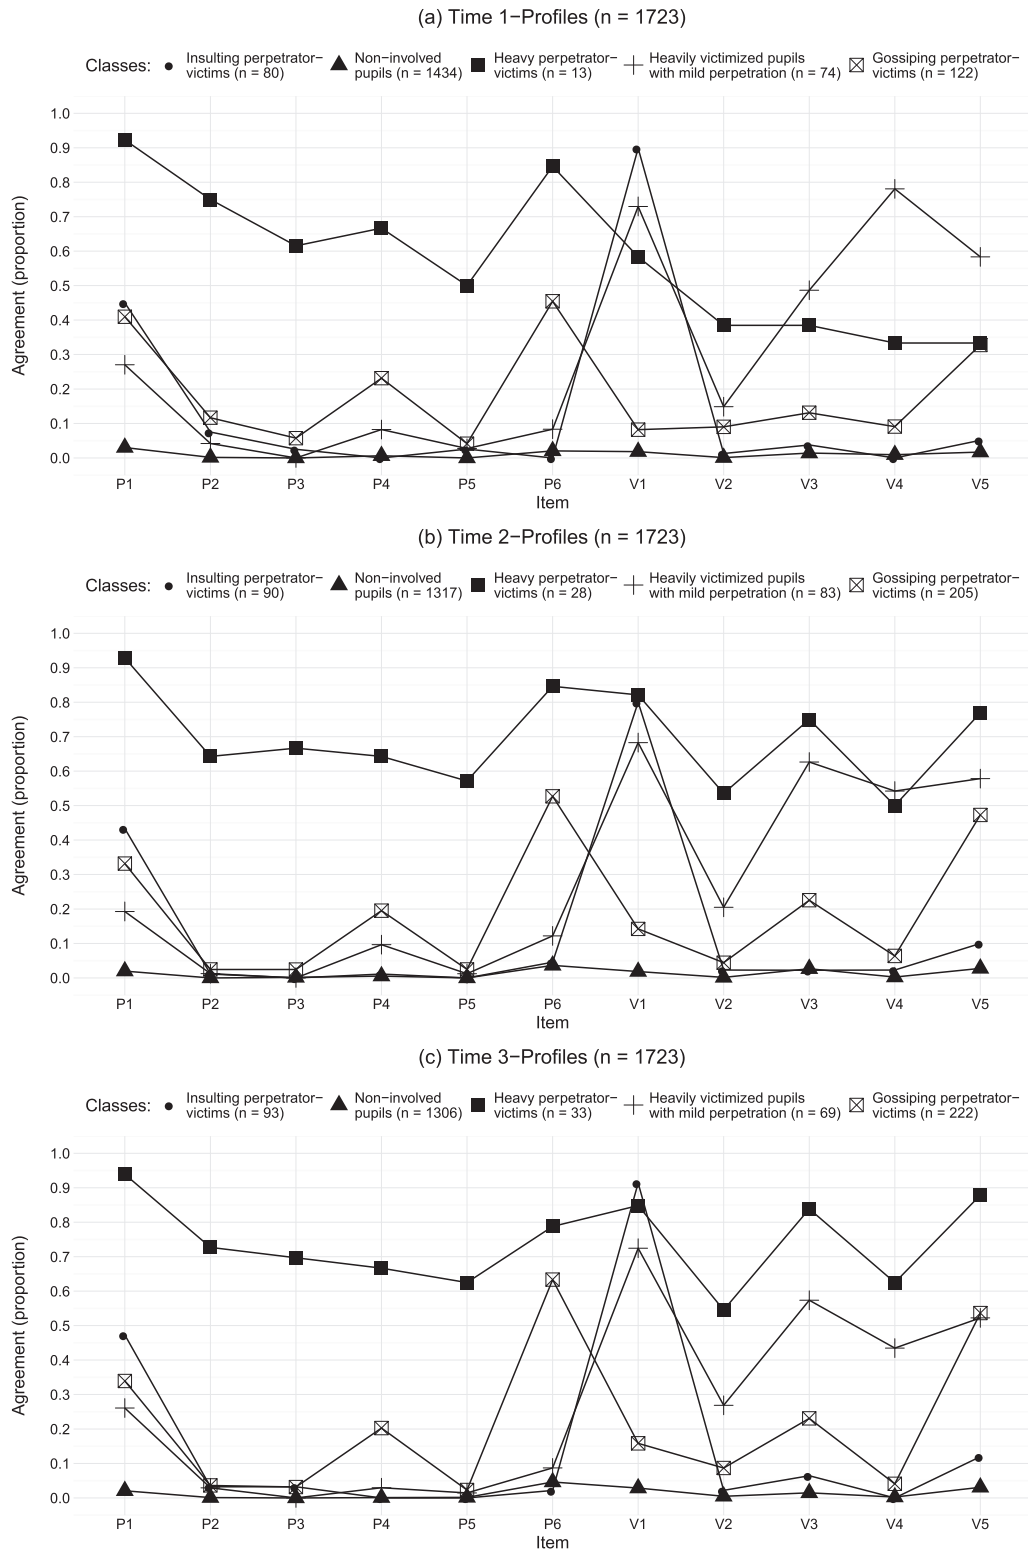 (a) Time 1−Profiles (n = 1723)
Classes:
Insulting perpetrator−
victims (n = 80)
Non−involved
pupils (n = 1434)
Heavy perpetrator−
victims (n = 13)
Heavily victimized pupils
with mild perpetration (n = 74)
Gossiping perpetrator−
victims (n = 122)
Agreement (proportion)
1.0
0.9
0.8
0.7
0.6
0.5
0.4
0.3
0.2
0.1
0.0
P1 P2 P3 P4 P5 P6 V1 V2 V3 V4 V5
Item
(b) Time 2−Profiles (n = 1723)
Classes:
Insulting perpetrator−
victims (n = 90)
Non−involved
pupils (n = 1317)
Heavy perpetrator−
victims (n = 28)
Heavily victimized pupils
with mild perpetration (n = 83)
Gossiping perpetrator−
victims (n = 205)
Agreement (proportion)
1.0
0.9
0.8
0.7
0.6
0.5
0.4
0.3
0.2
0.1
0.0
P1 P2 P3 P4 P5 P6 V1 V2 V3 V4 V5
Item
(c) Time 3−Profiles (n = 1723)
Classes:
Insulting perpetrator−
victims (n = 93)
Non−involved
pupils (n = 1306)
Heavy perpetrator−
victims (n = 33)
Heavily victimized pupils
with mild perpetration (n = 69)
Gossiping perpetrator−
victims (n = 222)
Agreement (proportion)
1.0
0.9
0.8
0.7
0.6
0.5
0.4
0.3
0.2
0.1
0.0
P1 P2 P3 P4 P5 P6 V1 V2 V3 V4 V5
Item